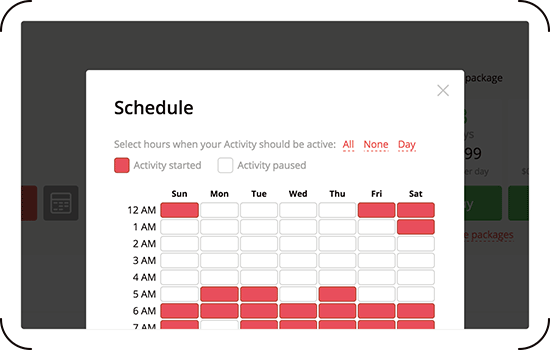 package
Schedule
Select hours when your Activity should be active: All None Day
Activity started Activity paused
Sun Mon Tue Wed Thu Fri Sat
12 AM
1 AM
2 AM
3 AM
4 AM
5 AM
6 AM
7 AM
99
per day
packages